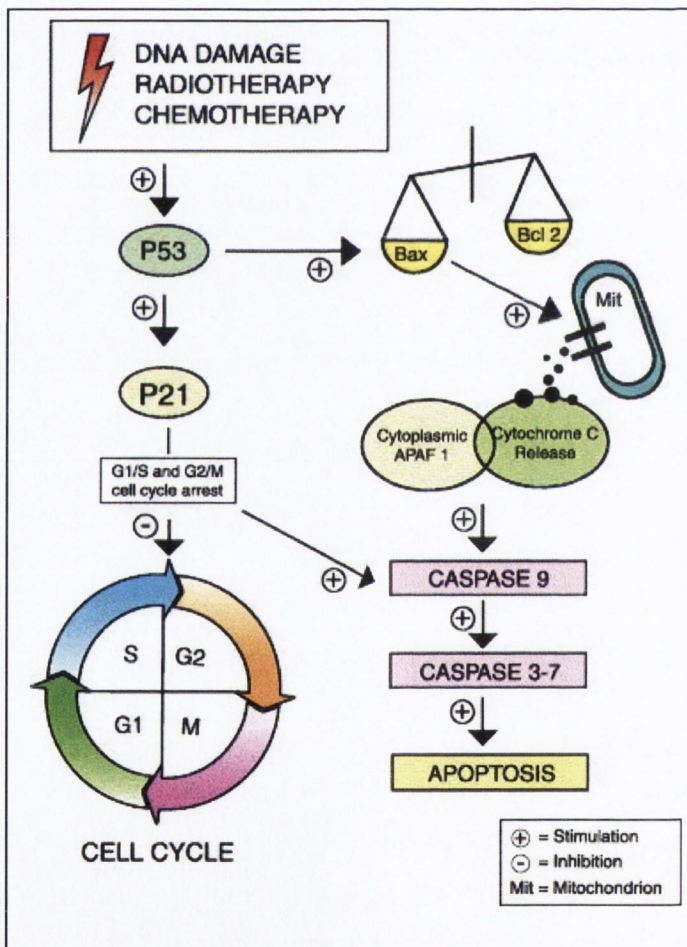 DNA DAMAGE
RADIOTHERAPY
CHEMOTHERAPY
+
P53
+
Bax
Bcl 2
+
Mit
+
P21
Cytoplasmic
APAF 1
Cytochrome C
Release
G1/S and G2/M
cell cycle arrest
-
+
+
CASPASE 9
+
CASPASE 3-7
+
APOPTOSIS
S
G2
G1
M
CELL CYCLE
+ = Stimulation
- = Inhibition
Mit = Mitochondrion